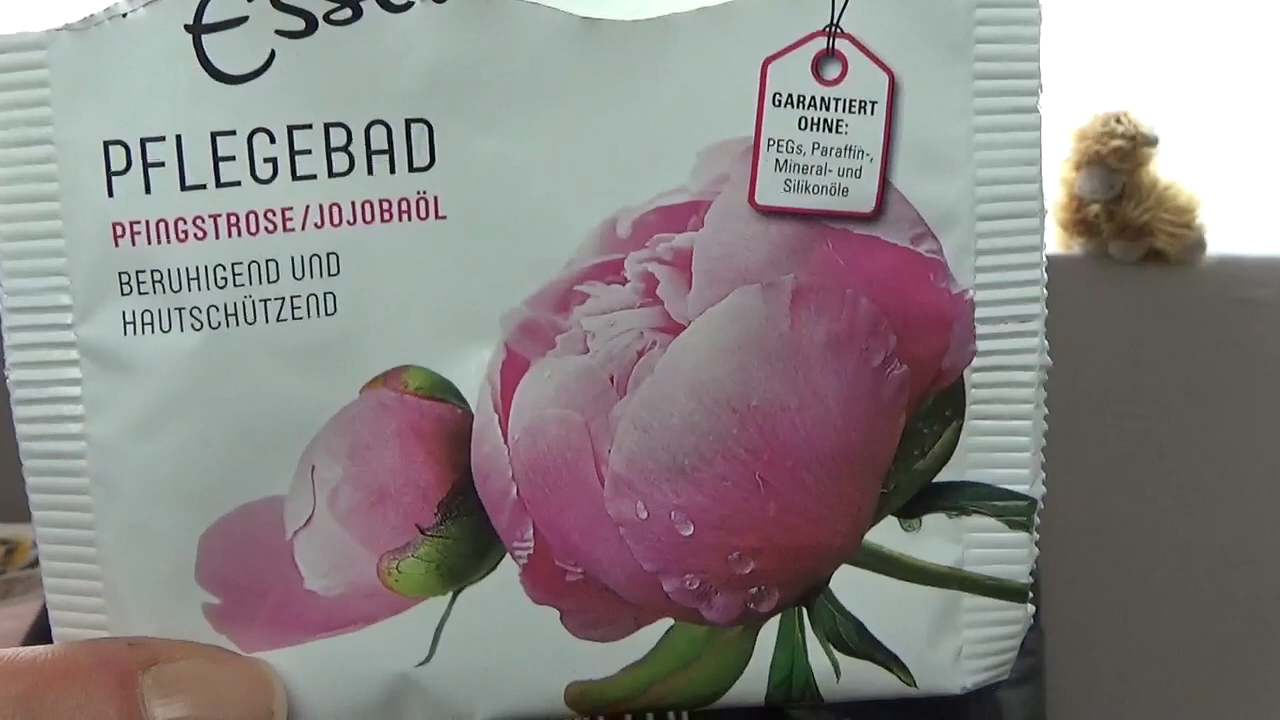 PFLEGEBAD
PFINGSTROSE/JOJOBAÖL
BERUHIGEND UND
HAUTSCHÜTZEND
GARANTIERT
OHNE:
PEGs, Paraffin-,
Mineral- und
Silikonöle